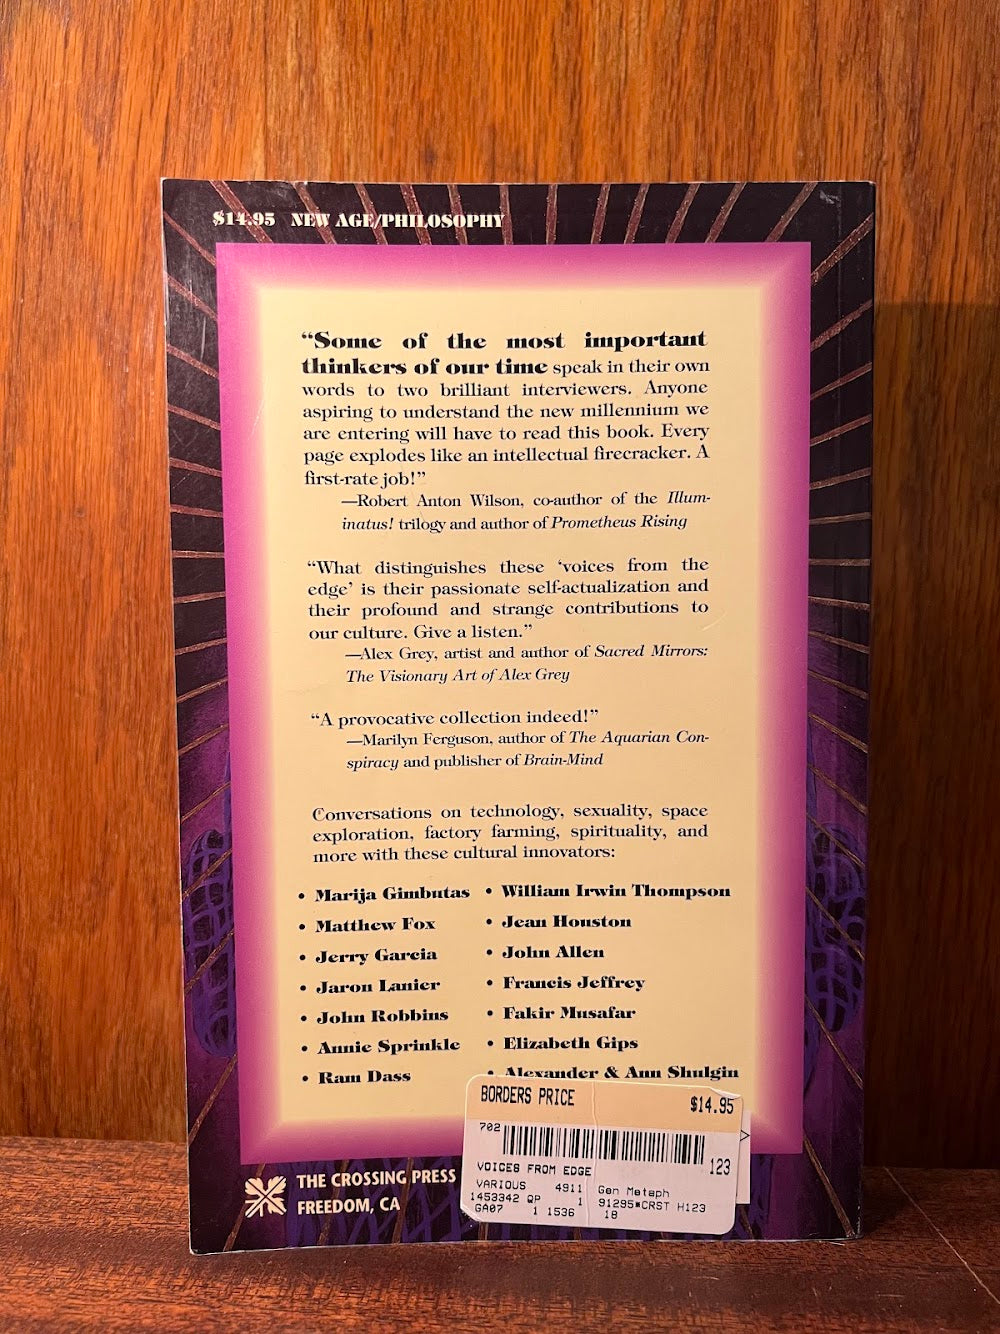 $14.95 NEW AGE/PHILOSOPHY
“Some of the most important
thinkers of our time speak in their own
words to two brilliant interviewers. Anyone
aspiring to understand the new millennium we
are entering will have to read this book. Every
page explodes like an intellectual firecracker. A
first-rate job!”
—Robert Anton Wilson, co-author of the Illum-
inatus! trilogy and author of Prometheus Rising
“What distinguishes these ‘voices from the
edge’ is their passionate self-actualization and
their profound and strange contributions to
our culture. Give a listen.”
—Alex Grey, artist and author of Sacred Mirrors:
The Visionary Art of Alex Grey
“A provocative collection indeed!”
—Marilyn Ferguson, author of The Aquarian Con-
spiracy and publisher of Brain-Mind
Conversations on technology, sexuality, space
exploration, factory farming, spirituality, and
more with these cultural innovators:
• Marija Gimbutas
• Matthew Fox
• Jerry Garcia
• Jaron Lanier
• John Robbins
• Annie Sprinkle
• Ram Dass
• William Irwin Thompson
• Jean Houston
• John Allen
• Francis Jeffrey
• Fakir Musafar
• Elizabeth Gips
• Alexander & Ann Shulgin
THE CROSSING PRESS
FREEDOM, CA
BORDERS PRICE $14.95
702
123
VOICES FROM EDGE
VARIOUS 4911 Gen Metaph
1453342 QP 1 91295*CRST H123
GA07 1 1536 18